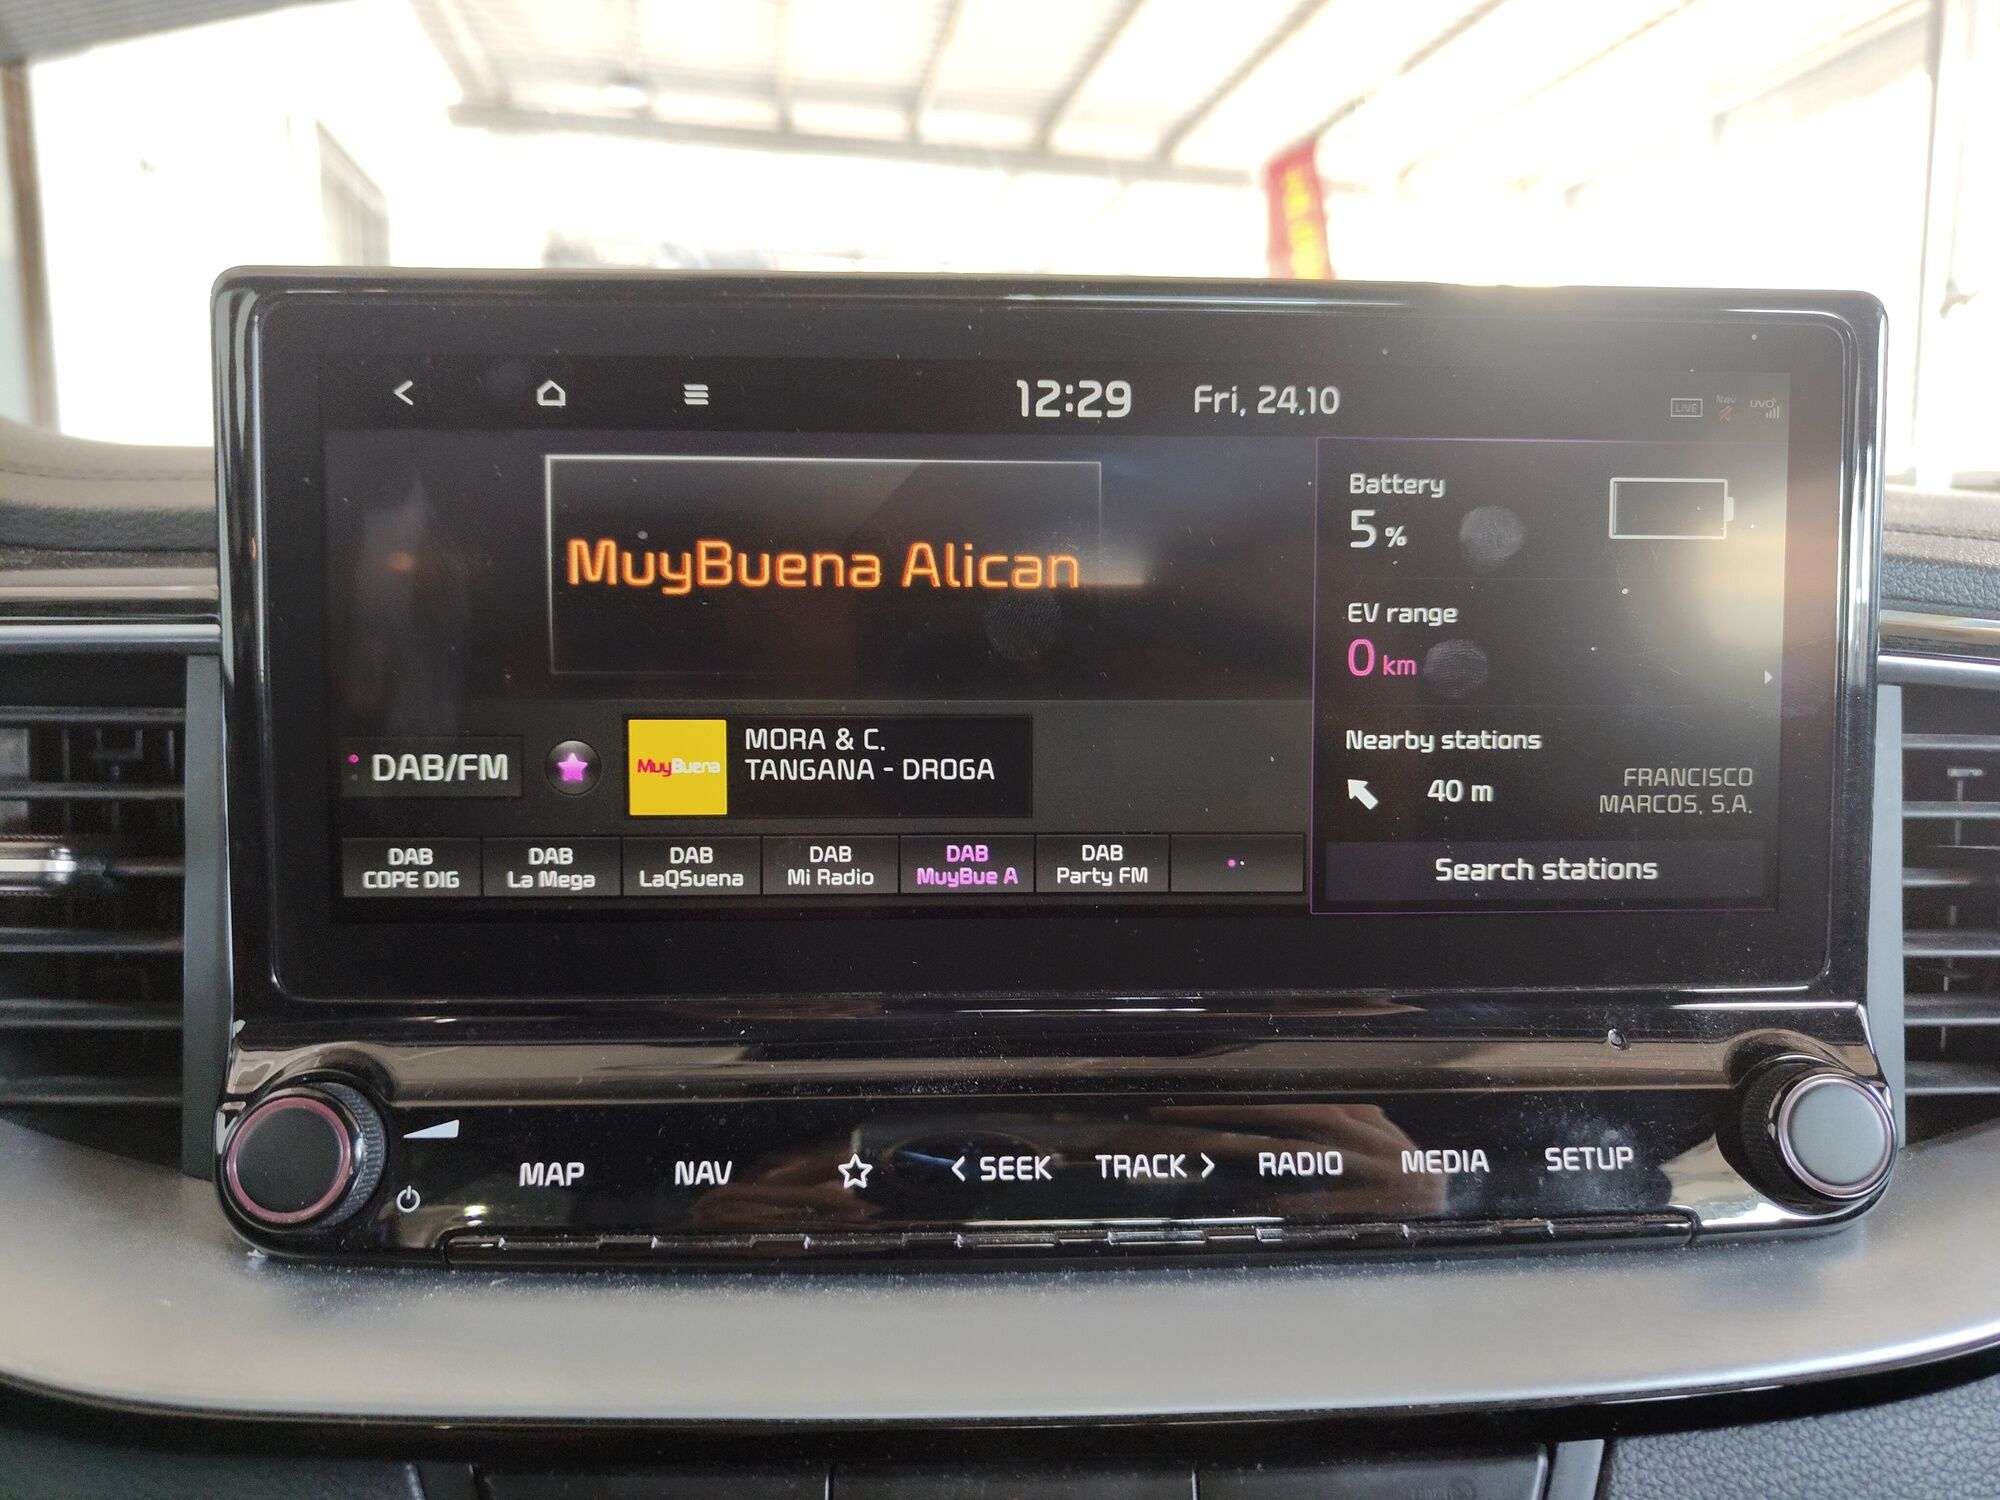 12:29
Fri, 24.10
LIVE
Nav
UVO
MuyBuena Alican
Battery
5 %
EV range
0 km
Nearby stations
40 m
FRANCISCO
MARCOS, S.A.
Search stations
DAB/FM
MuyBuena
MORA & C.
TANGANA - DROGA
DAB
COPE DIG
DAB
La Mega
DAB
LaQSuena
DAB
Mi Radio
DAB
MuyBue A
DAB
Party FM
MAP
NAV
< SEEK
TRACK >
RADIO
MEDIA
SETUP